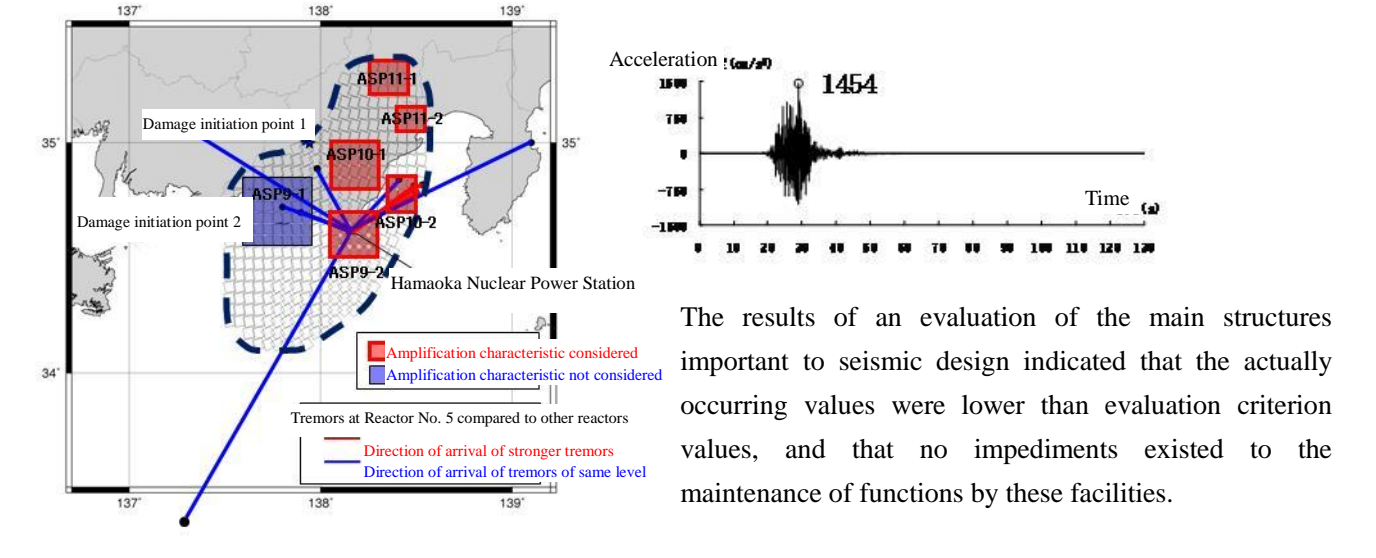 137°
138°
139°
ASP11-1
ASP11-2
Damage initiation point 1
35°
35°
ASP10-1
ASP9-1
Damage initiation point 2
ASP10-2
ASP9-2
Hamaoka Nuclear Power Station
Amplification characteristic considered
Amplification characteristic not considered
34°
Tremors at Reactor No. 5 compared to other reactors
Direction of arrival of stronger tremors
Direction of arrival of tremors of same level
137°
138°
139°
Acceleration
1454
0
Time
(s)
0 10 20 30 40 50 60 70 80 90 100 110 120
The results of an evaluation of the main structures
important to seismic design indicated that the actually
occurring values were lower than evaluation criterion
values, and that no impediments existed to the
maintenance of functions by these facilities.